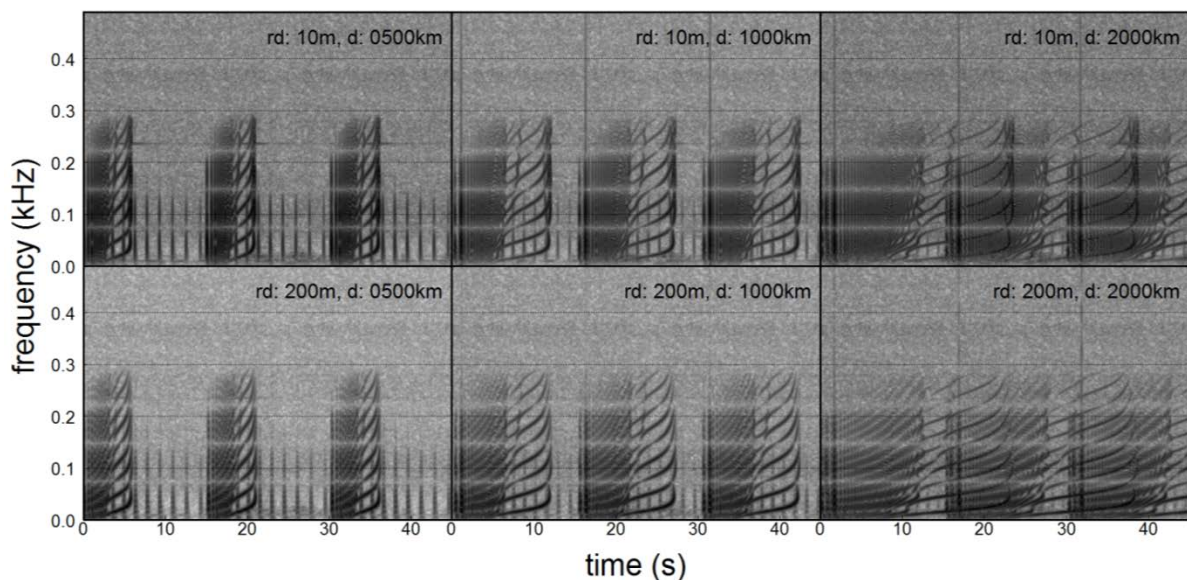 rd: 10m, d: 0500km
rd: 10m, d: 1000km
rd: 10m, d: 2000km
0.4
0.3
0.2
0.1
0.0
rd: 200m, d: 0500km
rd: 200m, d: 1000km
rd: 200m, d: 2000km
0.4
0.3
0.2
0.1
0.0
frequency (kHz)
0 10 20 30 40 0 10 20 30 40 0 10 20 30 40
time (s)